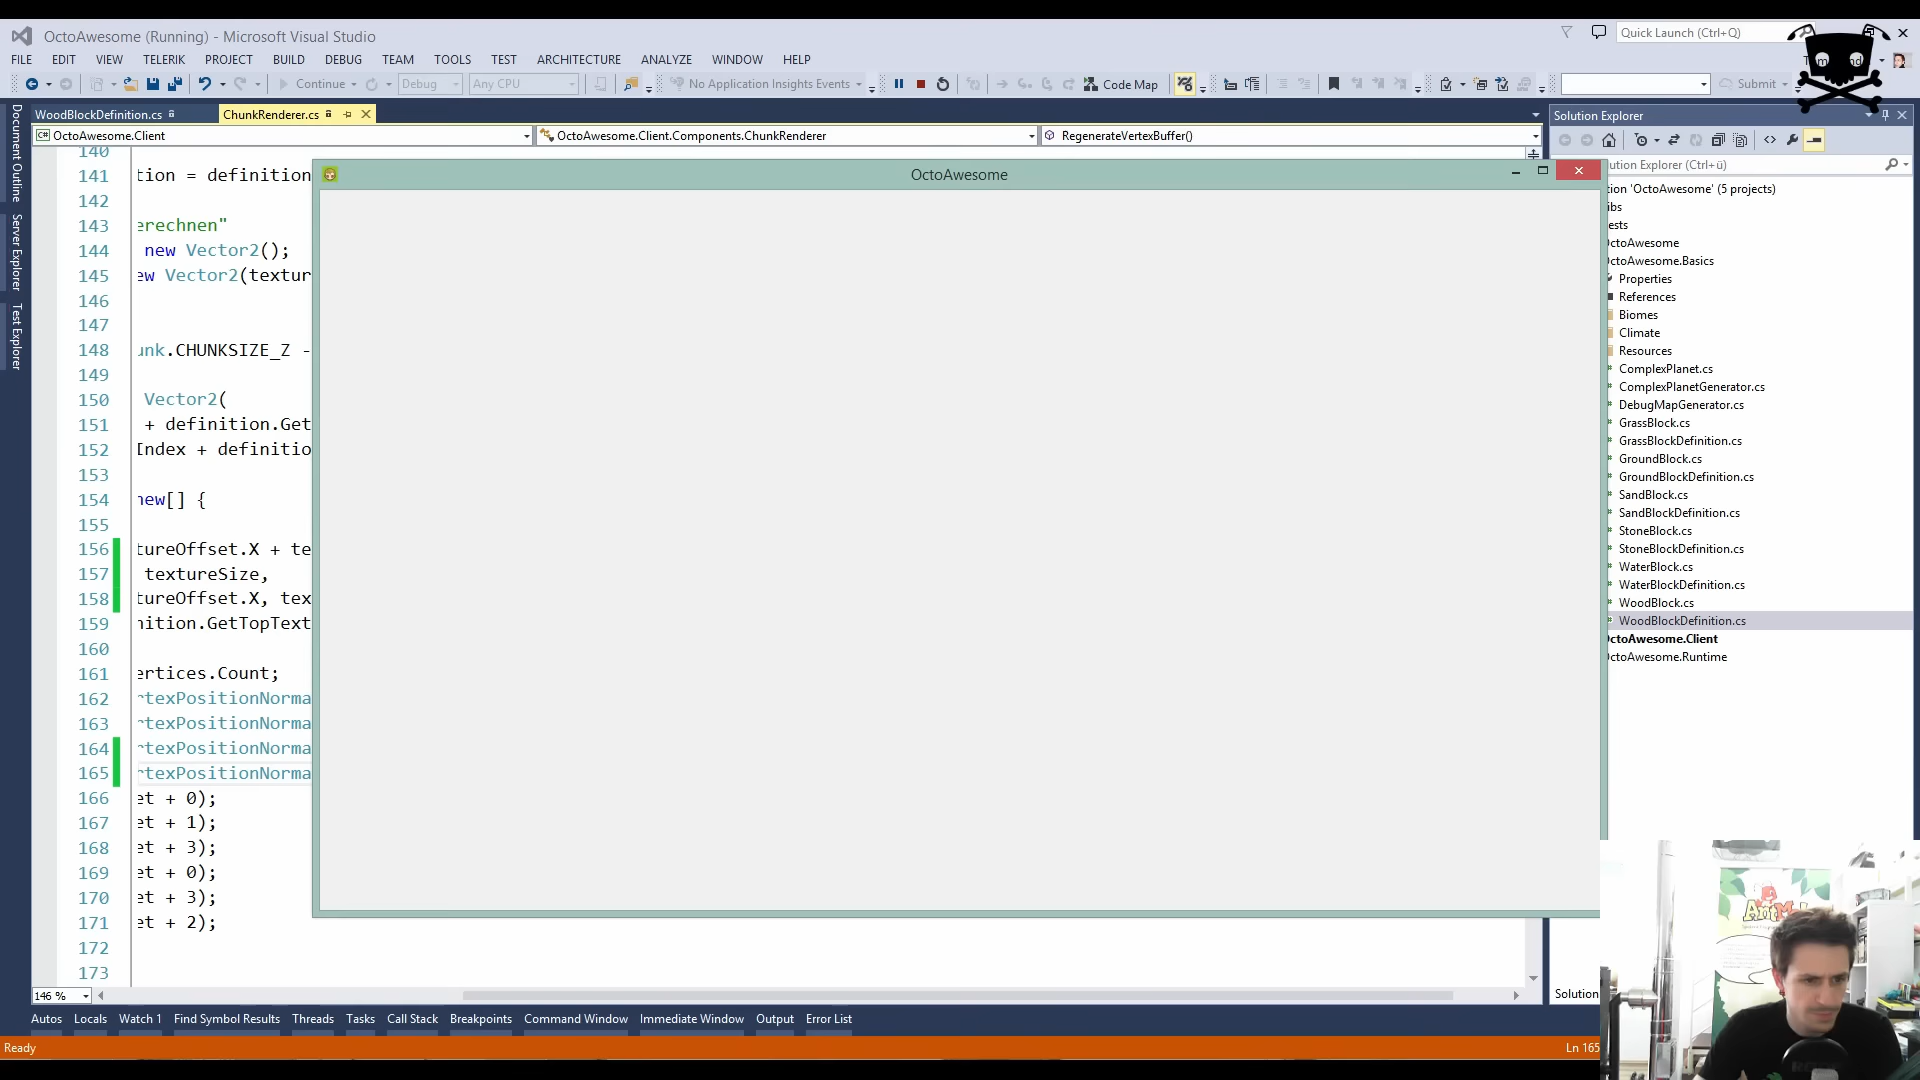 OctoAwesome (Running) - Microsoft Visual Studio
Quick Launch (Ctrl+Q)
FILE EDIT VIEW TELERIK PROJECT BUILD DEBUG TEAM TOOLS TEST ARCHITECTURE ANALYZE WINDOW HELP
Continue Debug Any CPU No Application Insights Events Code Map Submit
WoodBlockDefinition.cs ChunkRenderer.cs
OctoAwesome.Client OctoAwesome.Client.Components.ChunkRenderer RegenerateVertexBuffer()
Document Outline
Server Explorer
Test Explorer
140
141 tion = definition
142
143 erechnen"
144 new Vector2();
145 ew Vector2(textur
146
147
148 unk.CHUNKSIZE_Z -
149
150 Vector2(
151 + definition.Get
152 Index + definitio
153
154 new[] {
155
156 tureOffset.X + te
157 textureSize,
158 tureOffset.X, tex
159 nition.GetTopText
160
161 ertices.Count;
162 rtexPositionNorma
163 rtexPositionNorma
164 rtexPositionNorma
165 rtexPositionNorma
166 et + 0);
167 et + 1);
168 et + 3);
169 et + 0);
170 et + 3);
171 et + 2);
172
173
OctoAwesome
Solution Explorer
ution Explorer (Ctrl+ü)
tion 'OctoAwesome' (5 projects)
ibs
ests
OctoAwesome
OctoAwesome.Basics
Properties
References
Biomes
Climate
Resources
ComplexPlanet.cs
ComplexPlanetGenerator.cs
DebugMapGenerator.cs
GrassBlock.cs
GrassBlockDefinition.cs
GroundBlock.cs
GroundBlockDefinition.cs
SandBlock.cs
SandBlockDefinition.cs
StoneBlock.cs
StoneBlockDefinition.cs
WaterBlock.cs
WaterBlockDefinition.cs
WoodBlock.cs
WoodBlockDefinition.cs
OctoAwesome.Client
OctoAwesome.Runtime
Solution
146 %
Autos Locals Watch 1 Find Symbol Results Threads Tasks Call Stack Breakpoints Command Window Immediate Window Output Error List
Ready
Ln 165